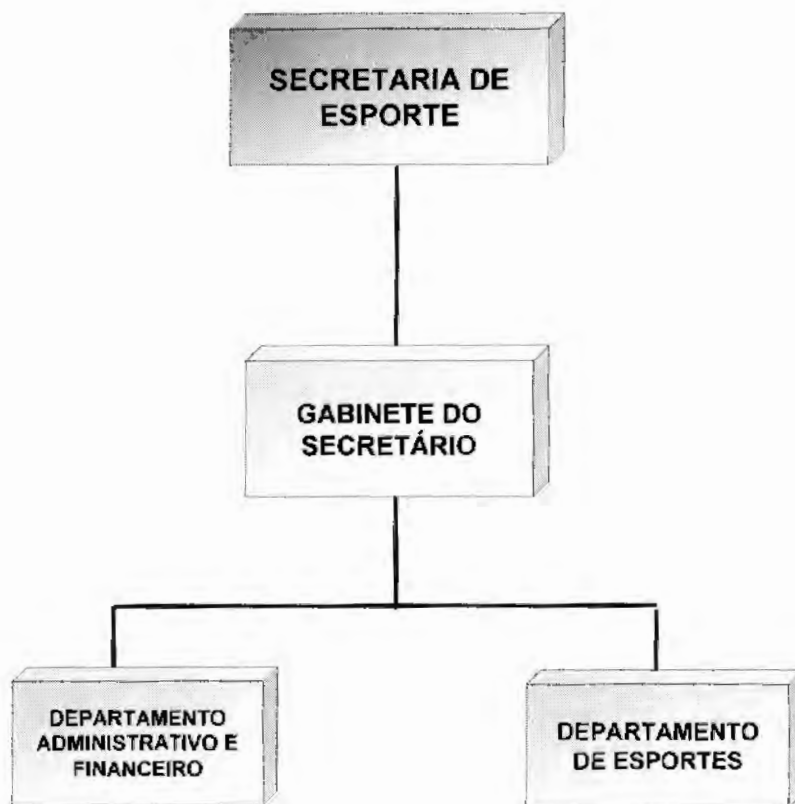 SECRETARIA DE
ESPORTE
GABINETE DO
SECRETÁRIO
DEPARTAMENTO
ADMINISTRATIVO E
FINANCEIRO
DEPARTAMENTO
DE ESPORTES